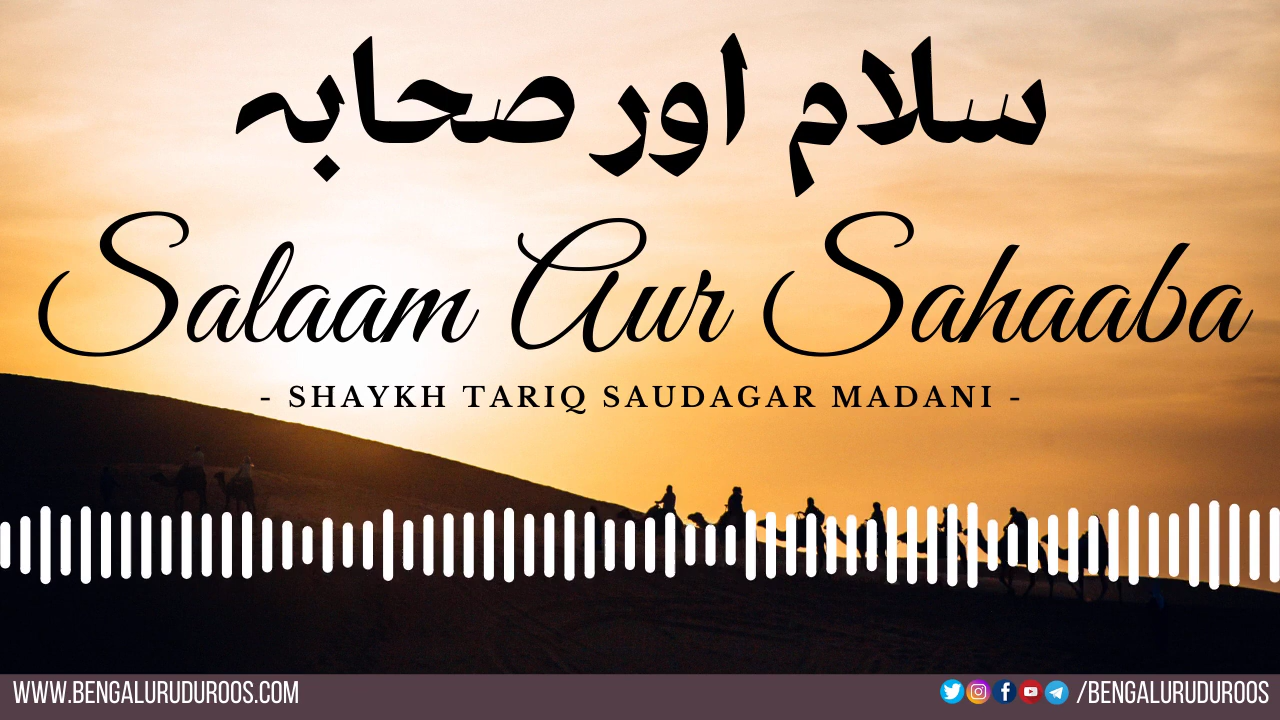 سلام اور صحابہ
Salaam Aur Sahaaba
- SHAYKH TARIQ SAUDAGAR MADANI -
WWW.BENGALURUDUROOS.COM
/BENGALURUDUROOS